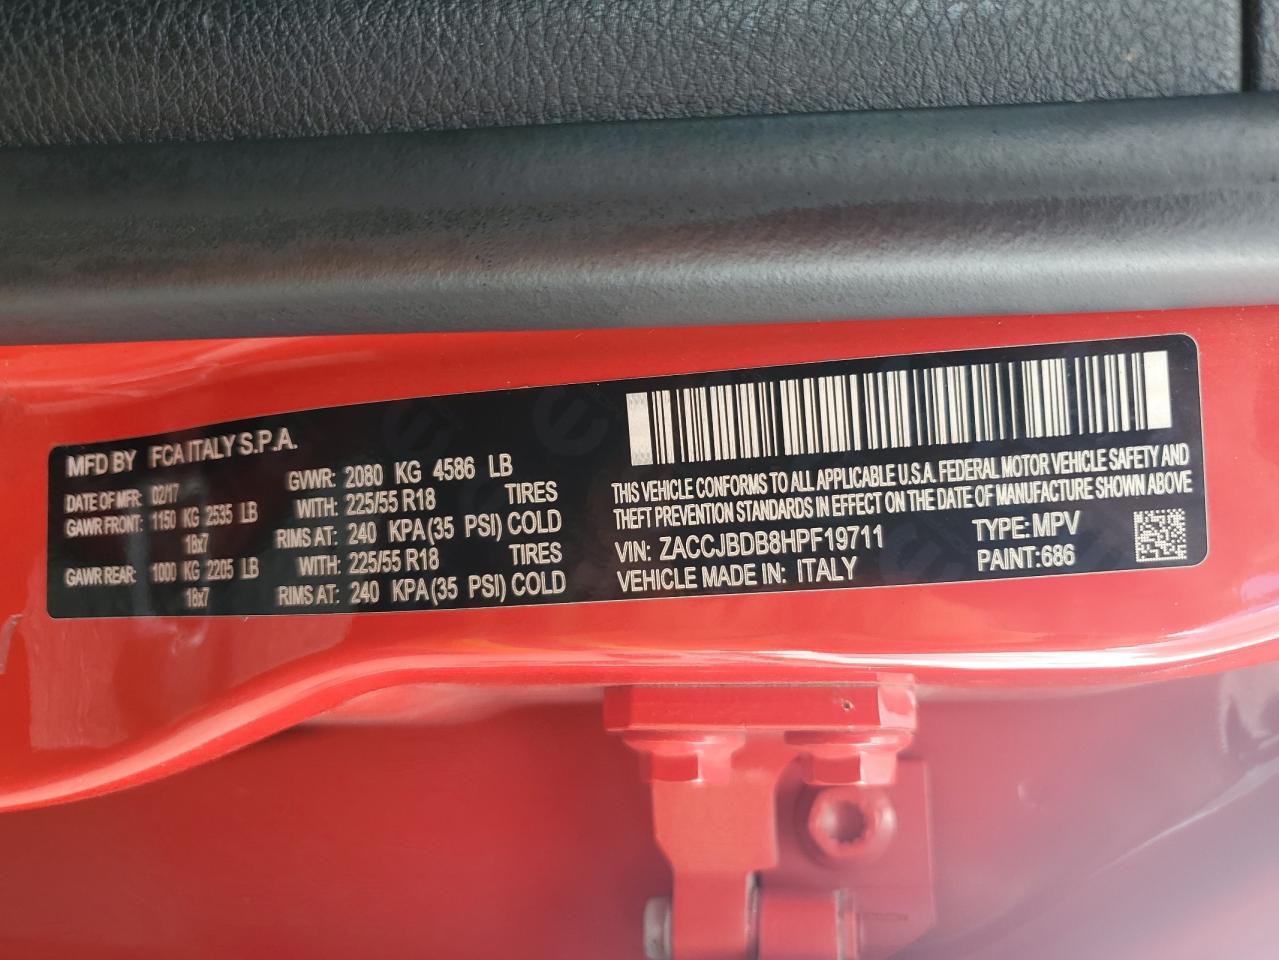 MFD BY FCA ITALY S.P.A.
DATE OF MFR: 02/17 GVWR: 2080 KG 4586 LB
GAWR FRONT: 1150 KG 2535 LB WITH: 225/55 R18 TIRES
18x7 RIMS AT: 240 KPA(35 PSI) COLD
GAWR REAR: 1000 KG 2205 LB WITH: 225/55 R18 TIRES
18x7 RIMS AT: 240 KPA(35 PSI) COLD
THIS VEHICLE CONFORMS TO ALL APPLICABLE U.S.A. FEDERAL MOTOR VEHICLE SAFETY AND
THEFT PREVENTION STANDARDS IN EFFECT ON THE DATE OF MANUFACTURE SHOWN ABOVE
VIN: ZACCJBDB8HPF19711 TYPE: MPV
VEHICLE MADE IN: ITALY PAINT:686